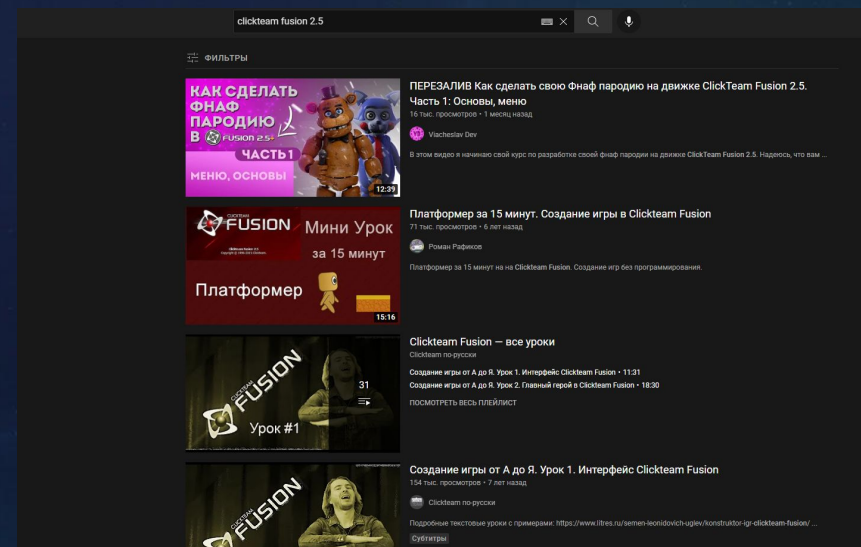 clickteam fusion 2.5
ФИЛЬТРЫ
КАК СДЕЛАТЬ
ФНАФ
ПАРОДИЮ
В FUSION 2.5+
ЧАСТЬ 1
МЕНЮ, ОСНОВЫ
12:39
ПЕРЕЗАЛИВ Как сделать свою Фнаф пародию на движке ClickTeam Fusion 2.5.
Часть 1: Основы, меню
16 тыс. просмотров • 1 месяц назад
Viacheslav Dev
В этом видео я начинаю свой курс по разработке своей фнаф пародии на движке ClickTeam Fusion 2.5. Надеюсь, что вам ...
CLICKTEAM
FUSION
Мини Урок
за 15 минут
Платформер
15:16
Платформер за 15 минут. Создание игры в Clickteam Fusion
71 тыс. просмотров • 6 лет назад
Роман Рафиков
Платформер за 15 минут на на Clickteam Fusion. Создание игр без программирования.
CLICKTEAM
FUSION
Урок #1
31
Clickteam Fusion — все уроки
Clickteam по-русски
Создание игры от А до Я. Урок 1. Интерфейс Clickteam Fusion • 11:31
Создание игры от А до Я. Урок 2. Главный герой в Clickteam Fusion • 18:30
ПОСМОТРЕТЬ ВЕСЬ ПЛЕЙЛИСТ
CLICKTEAM
FUSION
Создание игры от А до Я. Урок 1. Интерфейс Clickteam Fusion
154 тыс. просмотров • 7 лет назад
Clickteam по-русски
Подробные текстовые уроки с примерами: https://www.litres.ru/semen-leonidovich-uglev/konstruktor-igr-clickteam-fusion/ ...
Субтитры